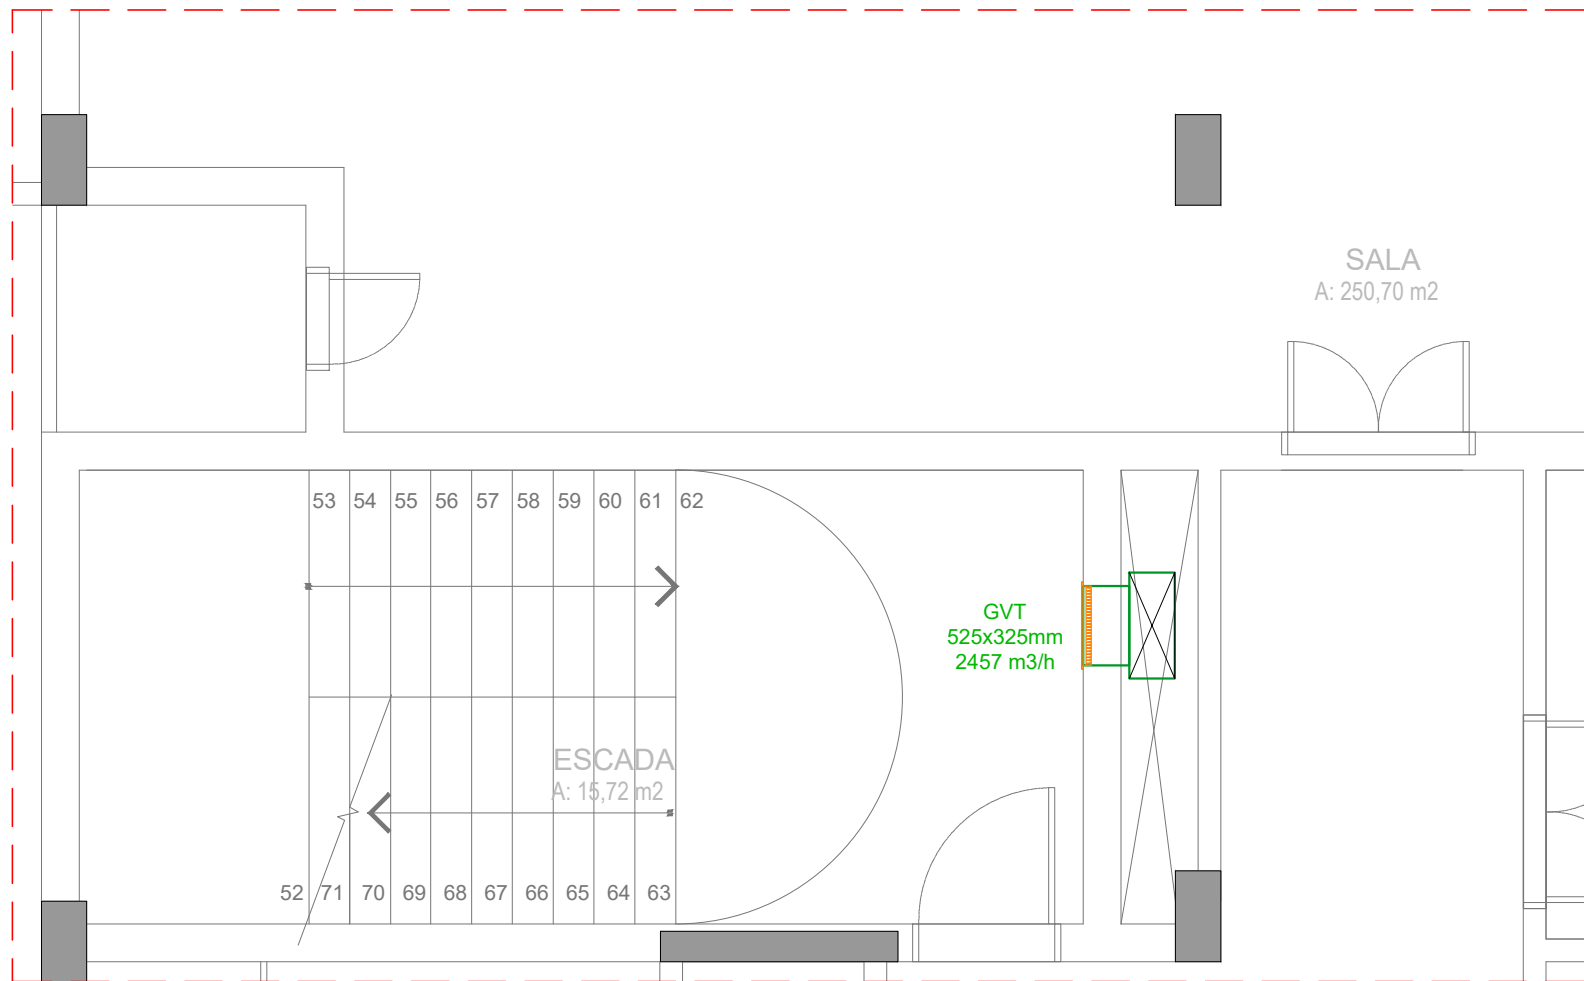 SALA
A: 250,70 m2
53 54 55 56 57 58 59 60 61 62
GVT
525x325mm
2457 m3/h
ESCADA
A: 15,72 m2
52 71 70 69 68 67 66 65 64 63